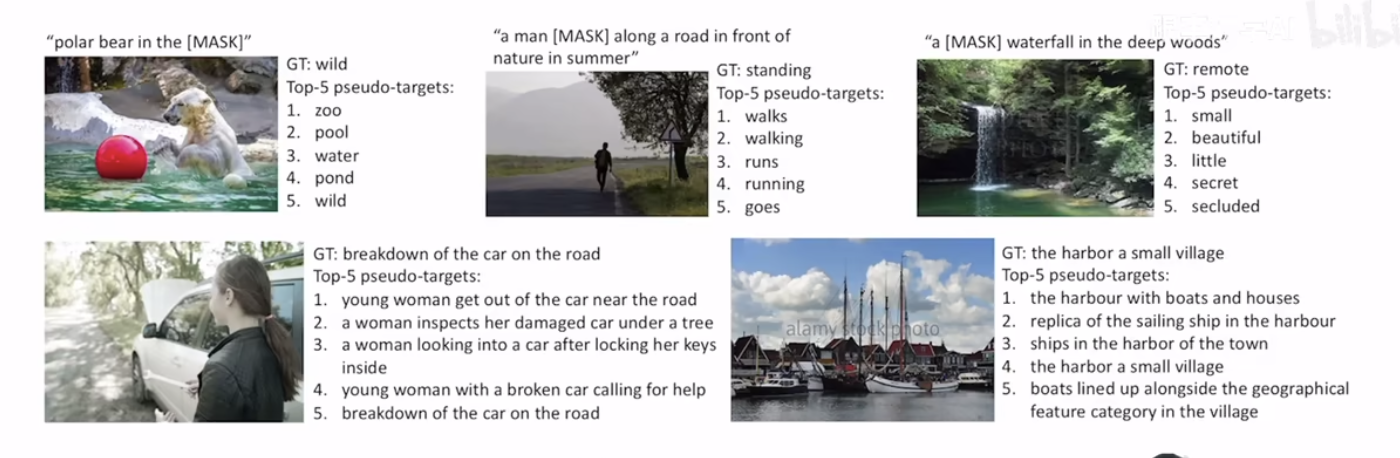 “polar bear in the [MASK]”
GT: wild
Top-5 pseudo-targets:
1. zoo
2. pool
3. water
4. pond
5. wild
“a man [MASK] along a road in front of
nature in summer”
GT: standing
Top-5 pseudo-targets:
1. walks
2. walking
3. runs
4. running
5. goes
“a [MASK] waterfall in the deep woods”
GT: remote
Top-5 pseudo-targets:
1. small
2. beautiful
3. little
4. secret
5. secluded
GT: breakdown of the car on the road
Top-5 pseudo-targets:
1. young woman get out of the car near the road
2. a woman inspects her damaged car under a tree
3. a woman looking into a car after locking her keys
inside
4. young woman with a broken car calling for help
5. breakdown of the car on the road
alamy stock photo
GT: the harbor a small village
Top-5 pseudo-targets:
1. the harbour with boats and houses
2. replica of the sailing ship in the harbour
3. ships in the harbor of the town
4. the harbor a small village
5. boats lined up alongside the geographical
feature category in the village